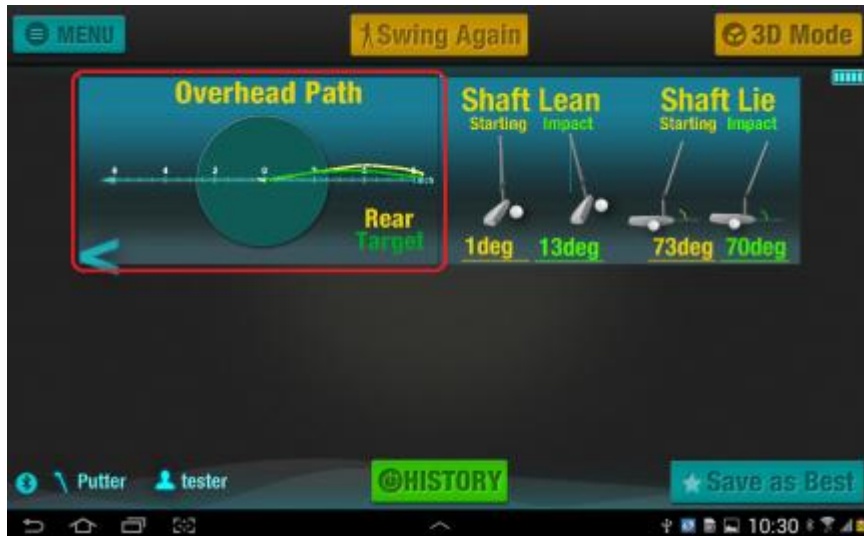 MENU
Swing Again
3D Mode
Overhead Path
Rear
Target
Shaft Lean
Starting Impact
1deg 13deg
Shaft Lie
Starting Impact
73deg 70deg
Putter
tester
HISTORY
Save as Best
10:30